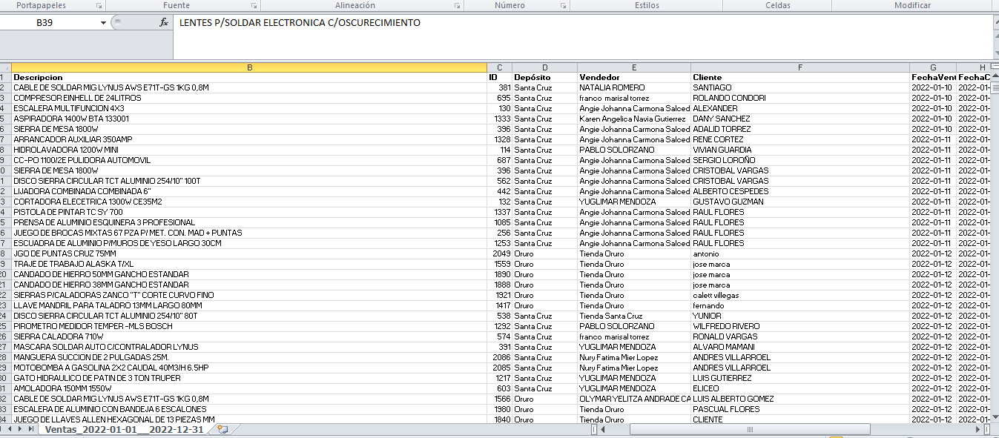 Portapapeles Fuente Alineación Número Estilos Celdas Modificar
B39 fx LENTES P/SOLDAR ELECTRONICA C/OSCURECIMIENTO
B C D E F G H
1 Descripcion ID Depósito Vendedor Cliente FechaVent FechaC
2 CABLE DE SOLDAR MIG LYNUS AWS E71T-GS 1KG 0,8M 381 Santa Cruz NATALIA ROMERO SANTIAGO 2022-01-10 2022-01-
3 COMPRESOR EINHELL DE 24LITROS 695 Santa Cruz franco marisal torrez ROLANDO CONDORI 2022-01-10 2022-01-
4 ESCALERA MULTIFUNCION 4X3 130 Santa Cruz Angie Johanna Carmona Salced ALEXANDER 2022-01-10 2022-01-
5 ASPIRADORA 1400W BTA 133001 1333 Santa Cruz Karen Angelica Navia Gutierrez DANY SANCHEZ 2022-01-10 2022-01-
6 SIERRA DE MESA 1800W 396 Santa Cruz Angie Johanna Carmona Salced ADALID TORREZ 2022-01-10 2022-01-
7 ARRANCADOR AUXILIAR 350AMP 1328 Santa Cruz Angie Johanna Carmona Salced RENE CORTEZ 2022-01-11 2022-01-
8 HIDROLAVADORA 1200W MINI 114 Santa Cruz PABLO SOLORZANO VIVIAN GUARDIA 2022-01-11 2022-01-
9 CC-PO 1100/2E PULIDORA AUTOMOVIL 687 Santa Cruz Angie Johanna Carmona Salced SERGIO LOROÑO 2022-01-11 2022-01-
0 SIERRA DE MESA 1800W 396 Santa Cruz Angie Johanna Carmona Salced CRISTOBAL VARGAS 2022-01-11 2022-01-
1 DISCO SIERRA CIRCULAR TCT ALUMINIO 254/10" 100T 562 Santa Cruz Angie Johanna Carmona Salced CRISTOBAL VARGAS 2022-01-11 2022-01-
2 LIJADORA COMBINADA COMBINADA 6" 442 Santa Cruz Angie Johanna Carmona Salced ALBERTO CESPEDES 2022-01-11 2022-01-
3 CORTADORA ELECETRICA 1300W CE35M2 132 Santa Cruz YUGLIMAR MENDOZA GUSTAVO GUZMAN 2022-01-11 2022-01-
4 PISTOLA DE PINTAR TC SY 700 1337 Santa Cruz Angie Johanna Carmona Salced RAUL FLORES 2022-01-11 2022-01-
5 PRENSA DE ALUMINIO ESQUINERA 3 PROFESIONAL 1085 Santa Cruz Angie Johanna Carmona Salced RAUL FLORES 2022-01-11 2022-01-
6 JUEGO DE BROCAS MIXTAS 67 PZA P/ MET. CON. MAD + PUNTAS 256 Santa Cruz Angie Johanna Carmona Salced RAUL FLORES 2022-01-11 2022-01-
7 ESCUADRA DE ALUMINIO P/MUROS DE YESO LARGO 30CM 1253 Santa Cruz Angie Johanna Carmona Salced RAUL FLORES 2022-01-11 2022-01-
8 JGO DE PUNTAS CRUZ 75MM 2049 Oruro Tienda Oruro antonio 2022-01-12 2022-01-
9 TRAJE DE TRABAJO ALASKA T/XL 1559 Oruro Tienda Oruro jose marca 2022-01-12 2022-01-
20 CANDADO DE HIERRO 50MM GANCHO ESTANDAR 1890 Oruro Tienda Oruro jose marca 2022-01-12 2022-01-
21 CANDADO DE HIERRO 38MM GANCHO ESTANDAR 1888 Oruro Tienda Oruro jose marca 2022-01-12 2022-01-
22 SIERRAS P/CALADORAS ZANCO "T" CORTE CURVO FINO 1921 Oruro Tienda Oruro calett villegas 2022-01-12 2022-01-
23 LLAVE MANDRIL PARA TALADRO 13MM LARGO 80MM 1417 Oruro Tienda Oruro fernando 2022-01-12 2022-01-
24 DISCO SIERRA CIRCULAR TCT ALUMINIO 254/10" 80T 538 Santa Cruz Tienda Santa Cruz YUNIOR 2022-01-12 2022-01-
25 PIROMETRO MEDIDOR TEMPER -MLS BOSCH 1292 Santa Cruz PABLO SOLORZANO WILFREDO RIVERO 2022-01-12 2022-01-
26 SIERRA CALADORA 710W 574 Santa Cruz franco marisal torrez RONALD VARGAS 2022-01-12 2022-01-
27 MASCARA SOLDAR AUTO C/CONTRALADOR LYNUS 391 Santa Cruz YUGLIMAR MENDOZA ALVARO MAMANI 2022-01-12 2022-01-
28 MANGUERA SUCCION DE 2 PULGADAS 25M. 2086 Santa Cruz Nury Fatima Mier Lopez ANDRES VILLARROEL 2022-01-12 2022-01-
29 MOTOBOMBA A GASOLINA 2X2 CAUDAL 40M3/H 6.5HP 2085 Santa Cruz Nury Fatima Mier Lopez ANDRES VILLARROEL 2022-01-12 2022-01-
30 GATO HIDRAULICO DE PATIN DE 3 TON TRUPER 1217 Santa Cruz YUGLIMAR MENDOZA LUIS GUTIERREZ 2022-01-12 2022-01-
31 AMOLADORA 150MM 1550W 603 Santa Cruz YUGLIMAR MENDOZA ELICEO 2022-01-12 2022-01-
32 CABLE DE SOLDAR MIG LYNUS AWS E71T-GS 1KG 0,8M 1566 Oruro OLYMAR YELITZA ANDRADE CA LUIS ALBERTO GOMEZ 2022-01-12 2022-01-
33 ESCALERA DE ALUMINIO CON BANDEJA 6 ESCALONES 1980 Oruro Tienda Oruro PASCUAL FLORES 2022-01-12 2022-01-
34 JUEGO DE LLAVES ALLEN HEXAGONAL DE 13 PIEZAS MM 1840 Oruro Tienda Oruro CLIENTE 2022-01-12 2022-01-
Ventas_2022-01-01__2022-12-31